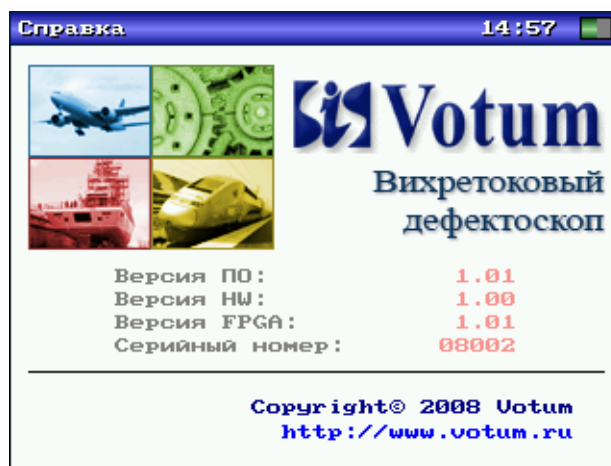 Справка 14:57
Sis Votum
Вихретоковый
дефектоскоп
Версия ПО: 1.01
Версия HW: 1.00
Версия FPGA: 1.01
Серийный номер: 08002
Copyright© 2008 Votum
http://www.votum.ru